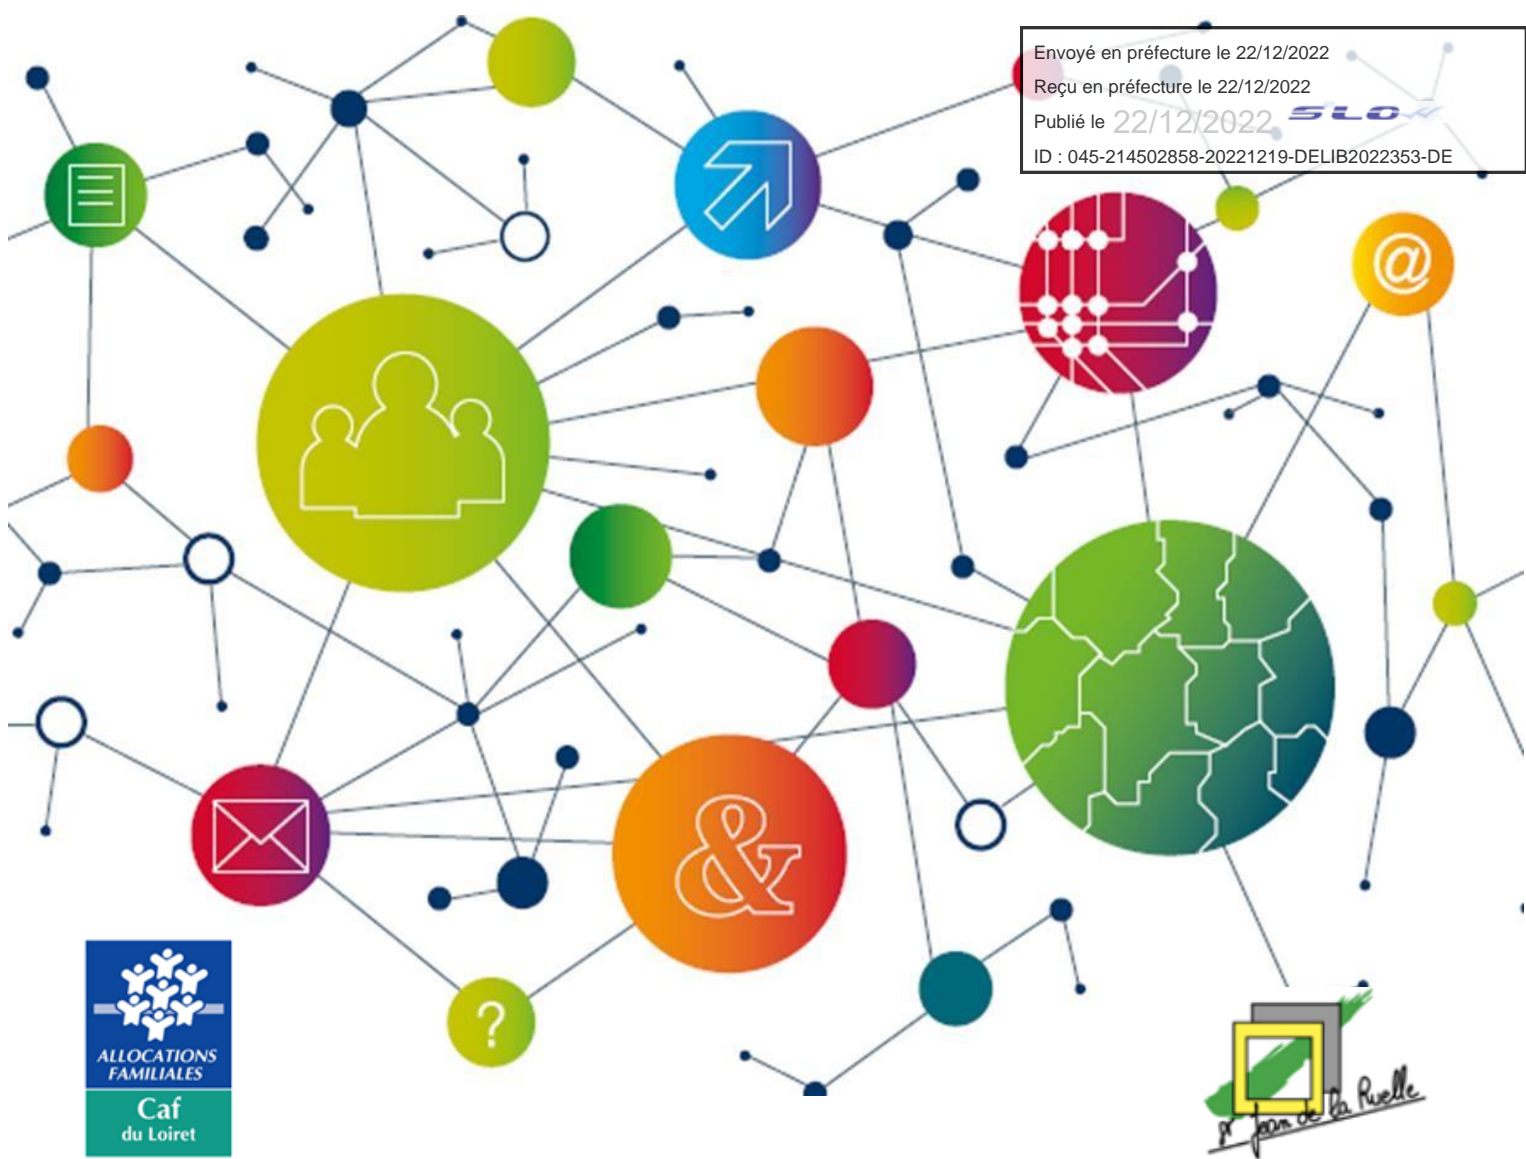 Envoyé en préfecture le 22/12/2022
Reçu en préfecture le 22/12/2022
Publié le 22/12/2022 SLO
ID : 045-214502858-20221219-DELIB2022353-DE
@
&
?
ALLOCATIONS
FAMILIALES
Caf
du Loiret
St Jean de la Ruelle